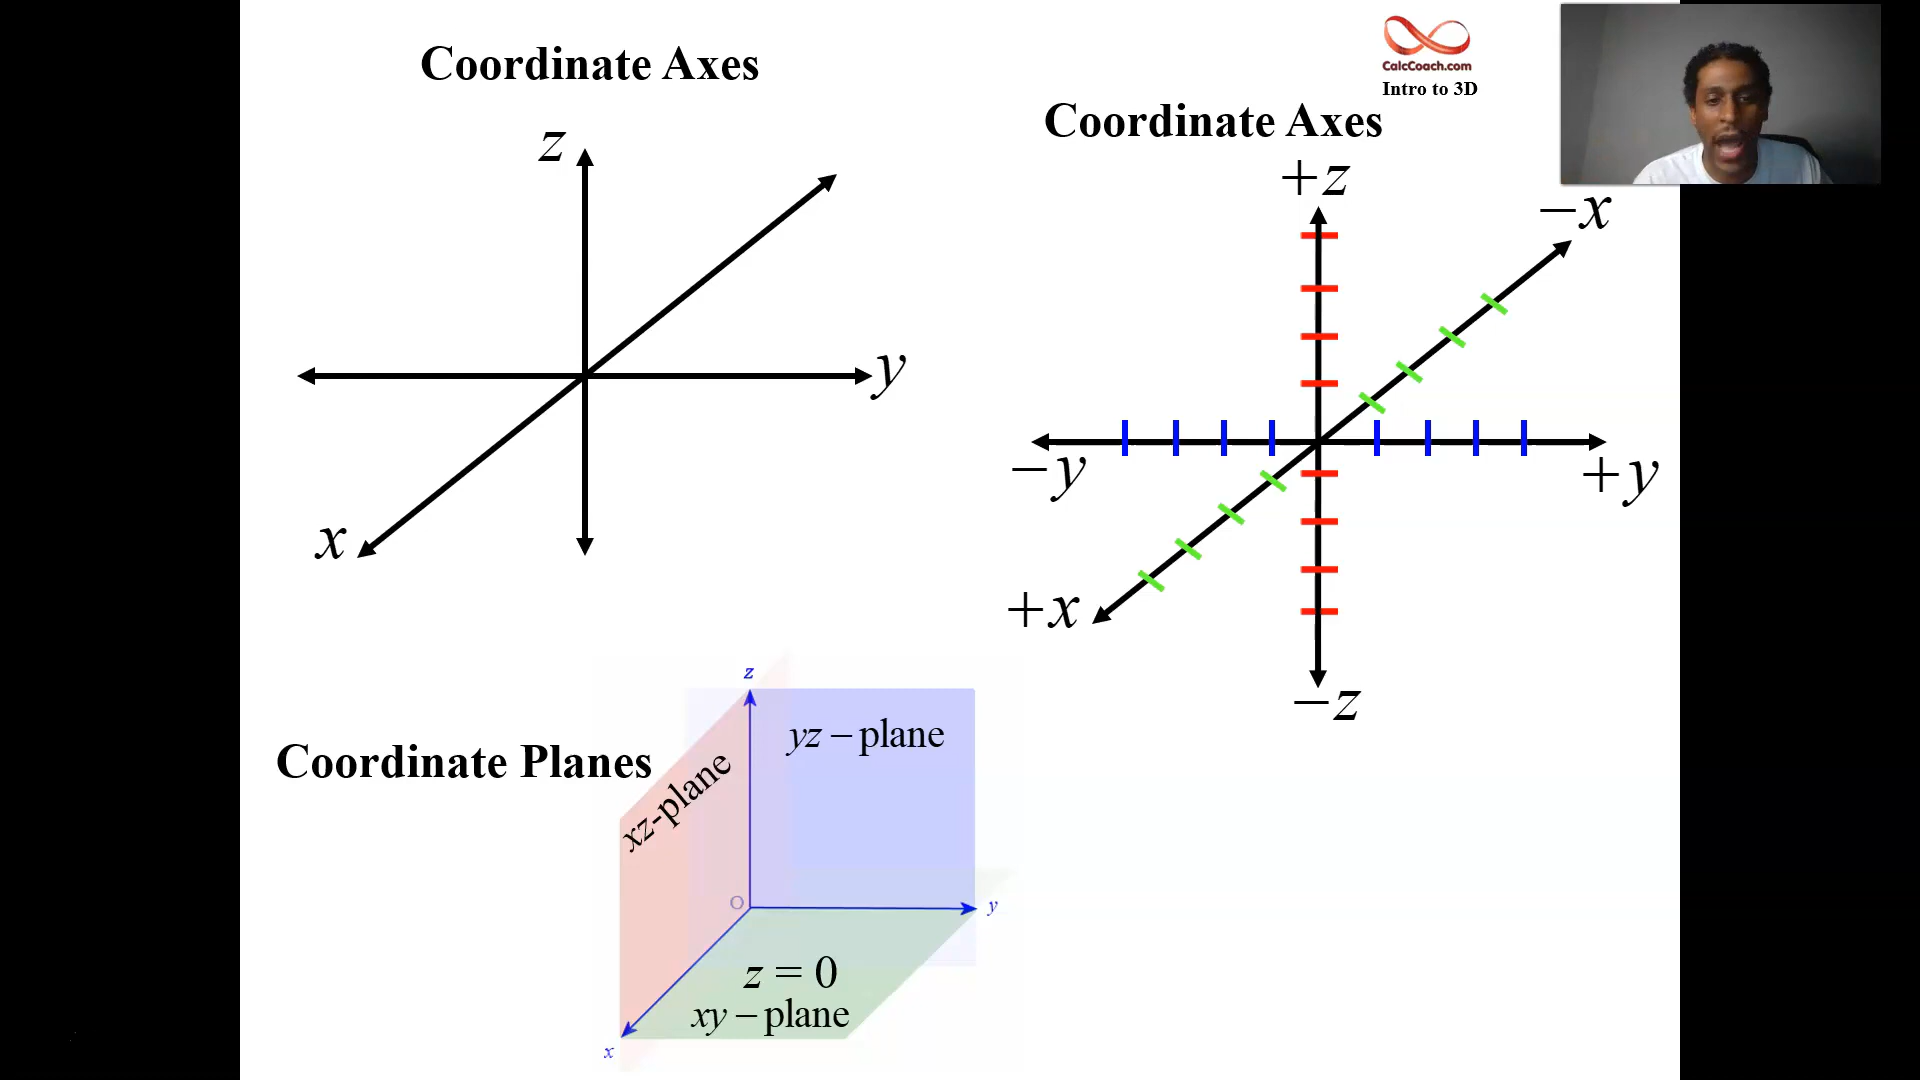 Coordinate Axes
z
y
x
CalcCoach.com
Intro to 3D
Coordinate Axes
+z
−x
−y
+y
+x
−z
Coordinate Planes
z
yz − plane
xz-plane
O
y
z = 0
xy − plane
x